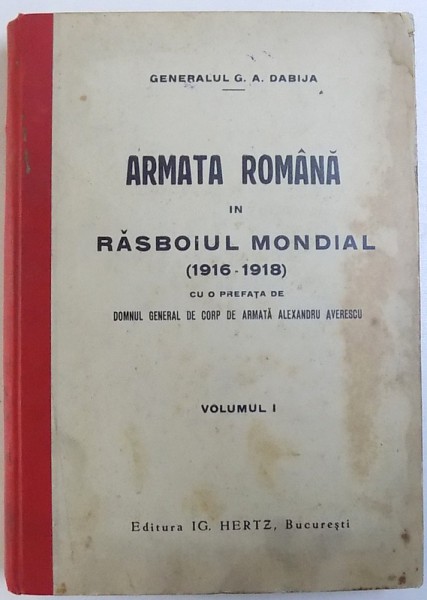 GENERALUL G. A. DABIJA
ARMATA ROMÂNĂ
IN
RĂSBOIUL MONDIAL
(1916-1918)
CU O PREFAȚA DE
DOMNUL GENERAL DE CORP DE ARMATĂ ALEXANDRU AVERESCU
VOLUMUL I
Editura IG. HERTZ, București